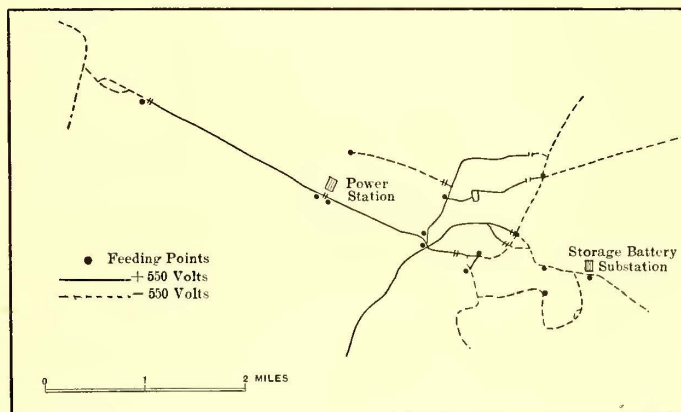 Power
Station
Storage Battery
Substation
Feeding Points
+ 550 Volts
− 550 Volts
0 1 2 MILES